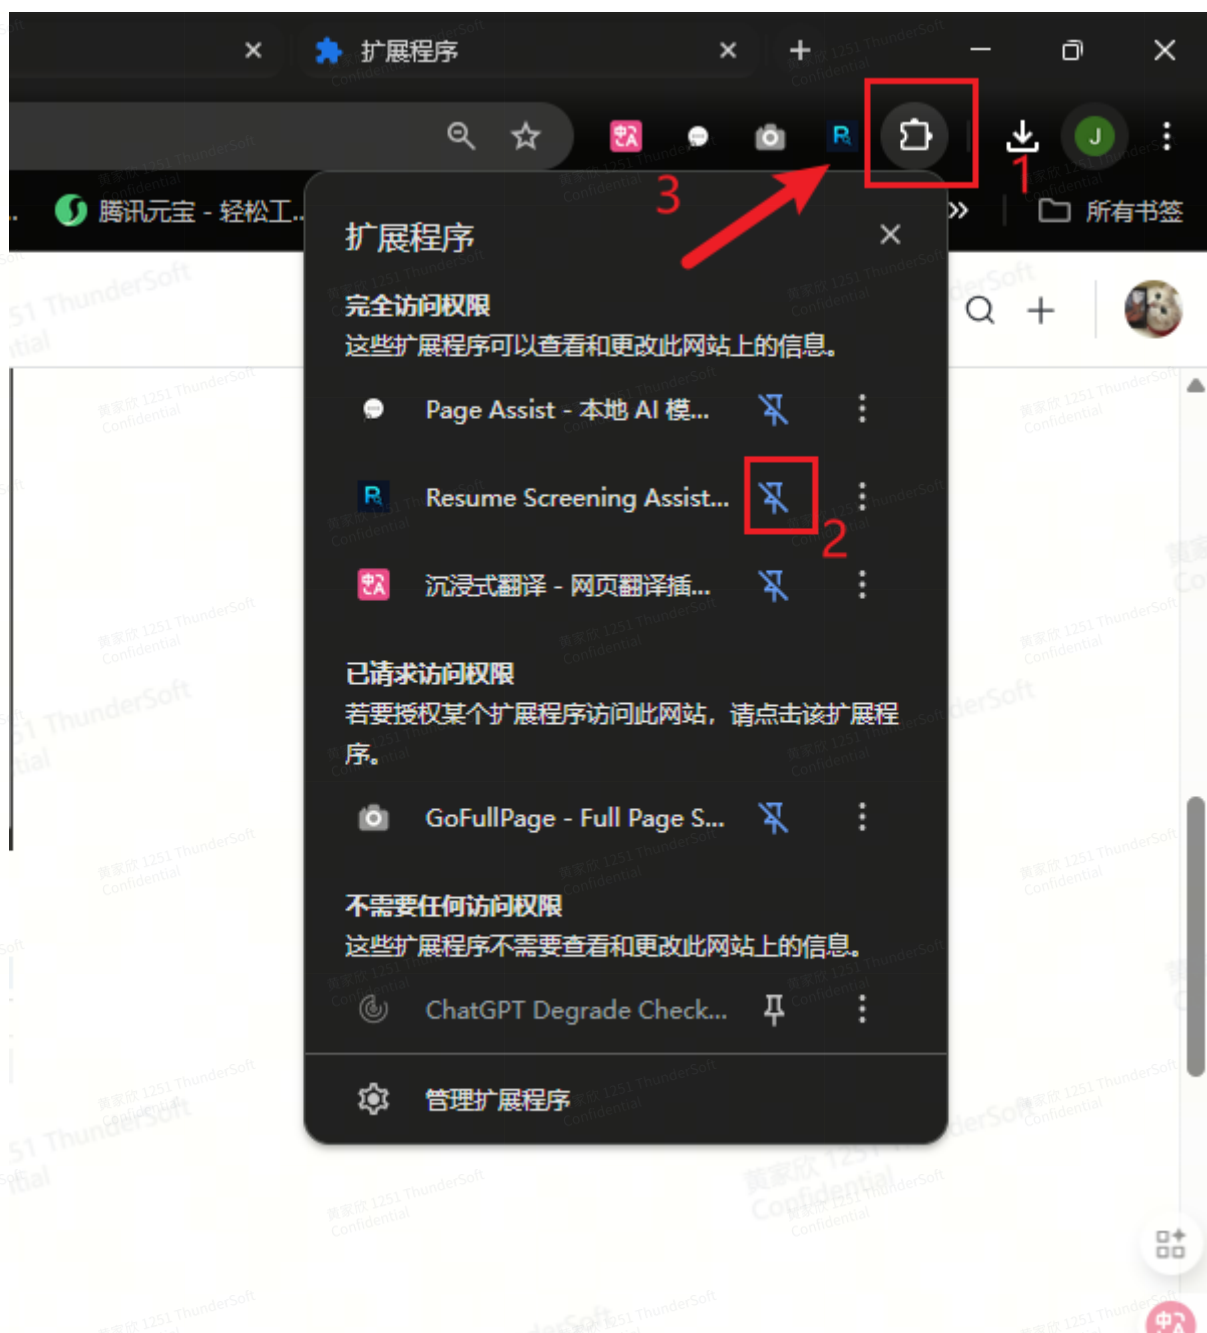 扩展程序
J
1
3
腾讯元宝 - 轻松工...
所有书签
扩展程序
完全访问权限
这些扩展程序可以查看和更改此网站上的信息。
Page Assist - 本地 AI 模...
Resume Screening Assist...
2
沉浸式翻译 - 网页翻译插...
已请求访问权限
若要授权某个扩展程序访问此网站，请点击该扩展程
序。
GoFullPage - Full Page S...
不需要任何访问权限
这些扩展程序不需要查看和更改此网站上的信息。
ChatGPT Degrade Check...
管理扩展程序
黄家欣 1251 ThunderSoft
Confidential